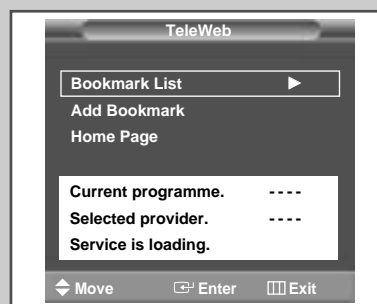 TeleWeb
Bookmark List
Add Bookmark
Home Page
Current programme. - - - -
Selected provider. - - - -
Service is loading.
Move Enter Exit